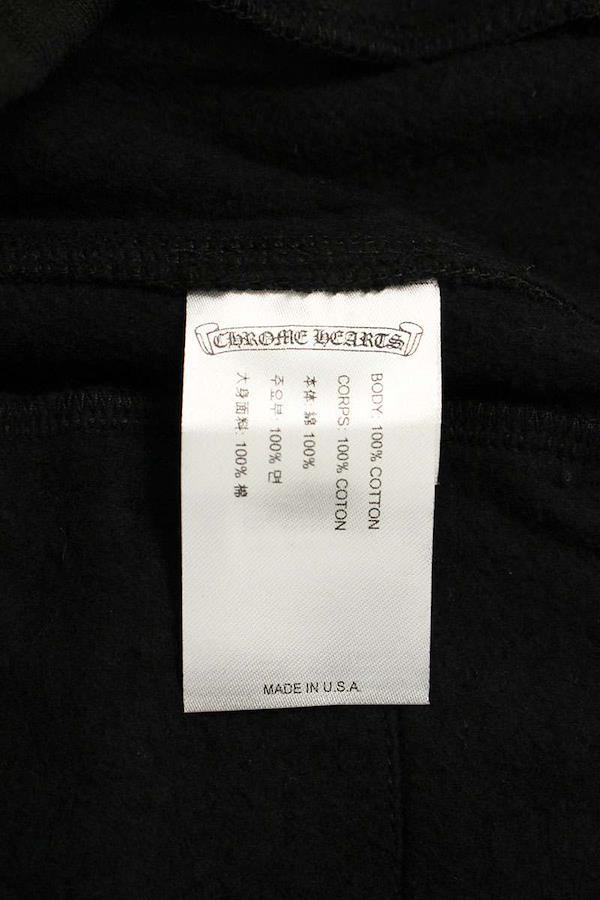 CHROME HEARTS
BODY: 100% COTTON
CORPS: 100% COTON
本体 綿 100%
주요부: 100% 면
大身面料: 100% 棉
MADE IN U.S.A.